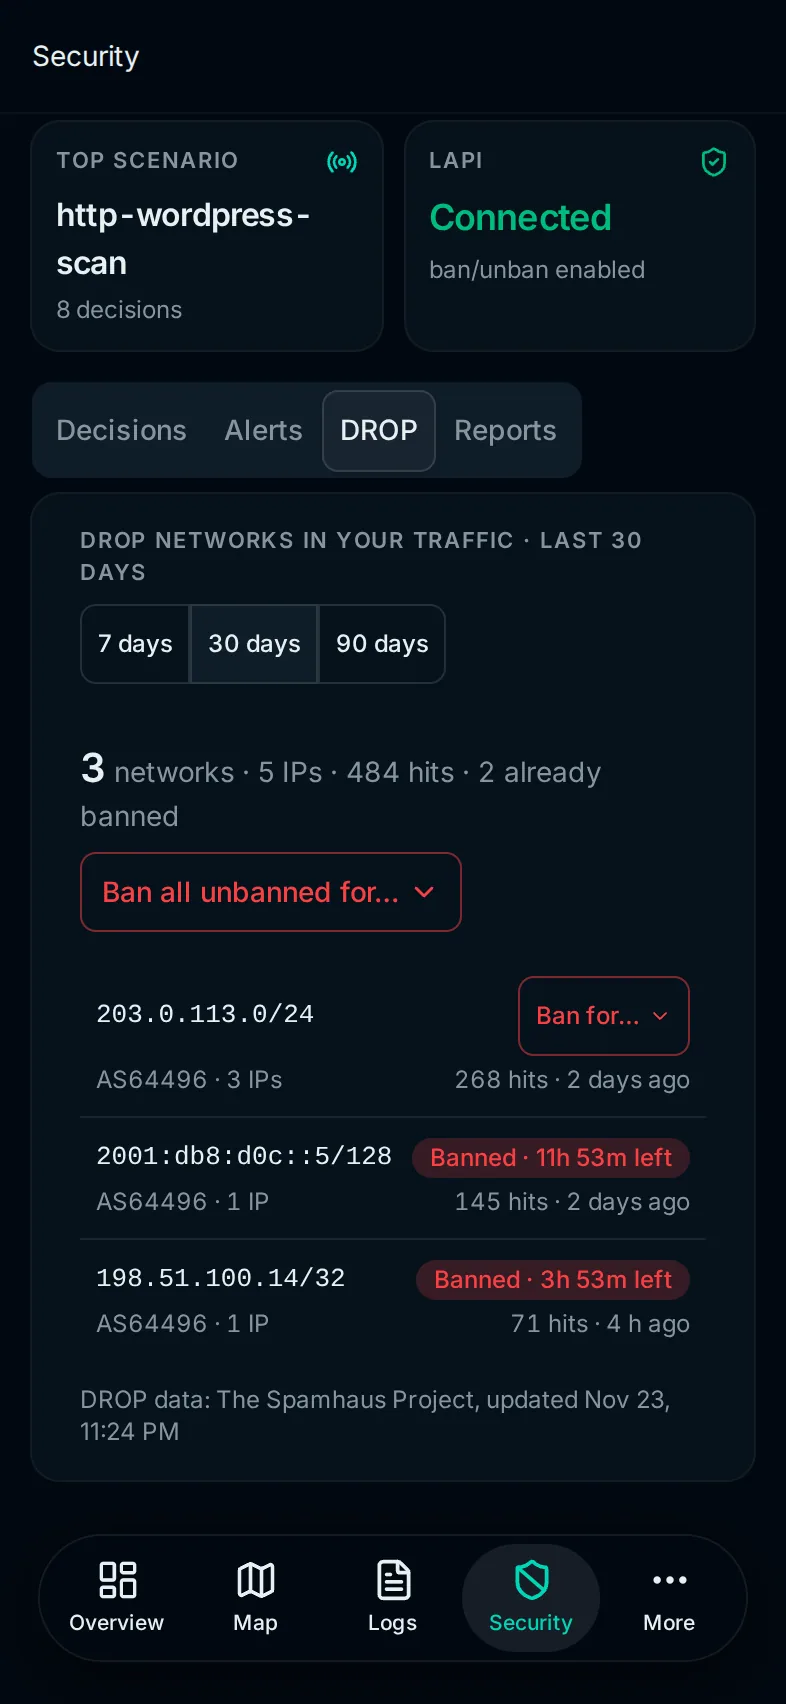 Security
TOP SCENARIO
http-wordpress-
scan
8 decisions
LAPI
Connected
ban/unban enabled
Decisions Alerts DROP Reports
DROP NETWORKS IN YOUR TRAFFIC · LAST 30
DAYS
7 days 30 days 90 days
3 networks · 5 IPs · 484 hits · 2 already
banned
Ban all unbanned for...
203.0.113.0/24 Ban for...
AS64496 · 3 IPs 268 hits · 2 days ago
2001:db8:d0c::5/128 Banned · 11h 53m left
AS64496 · 1 IP 145 hits · 2 days ago
198.51.100.14/32 Banned · 3h 53m left
AS64496 · 1 IP 71 hits · 4 h ago
DROP data: The Spamhaus Project, updated Nov 23,
11:24 PM
Overview Map Logs Security More